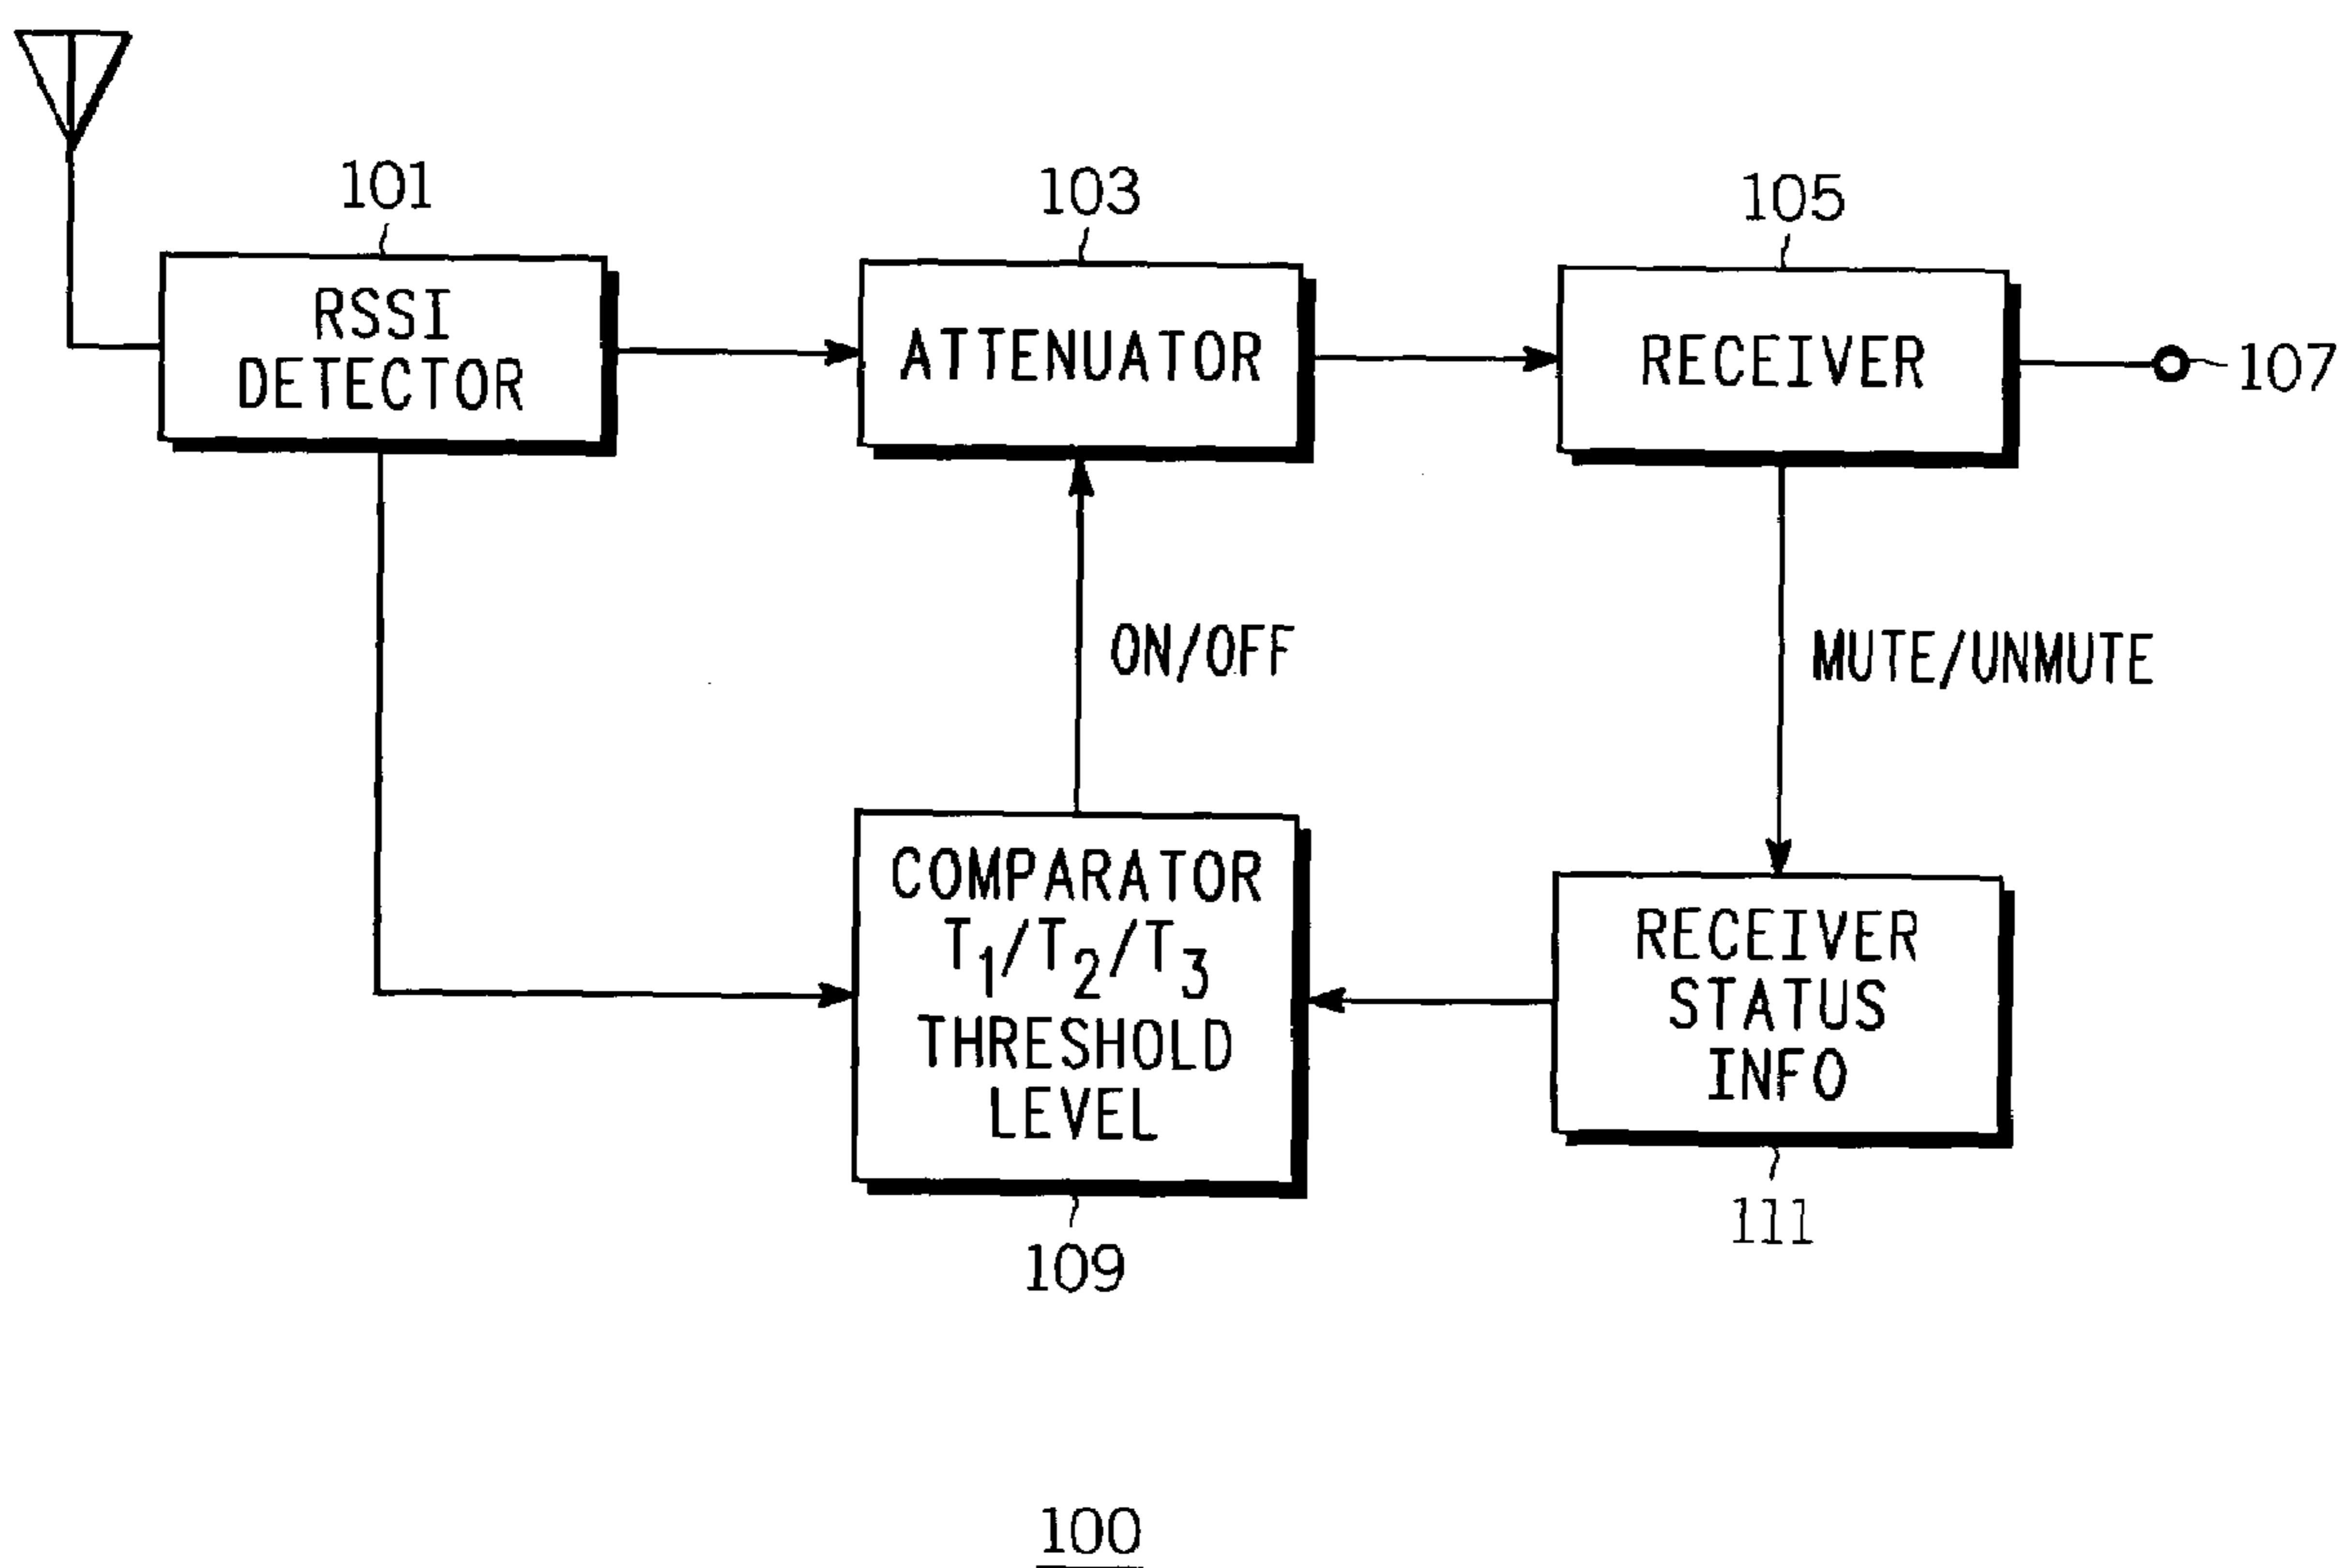 101
103
105
RSSI
DETECTOR
ATTENUATOR
RECEIVER
107
ON/OFF
MUTE/UNMUTE
COMPARATOR
T1/T2/T3
THRESHOLD
LEVEL
RECEIVER
STATUS
INFO
111
109
100